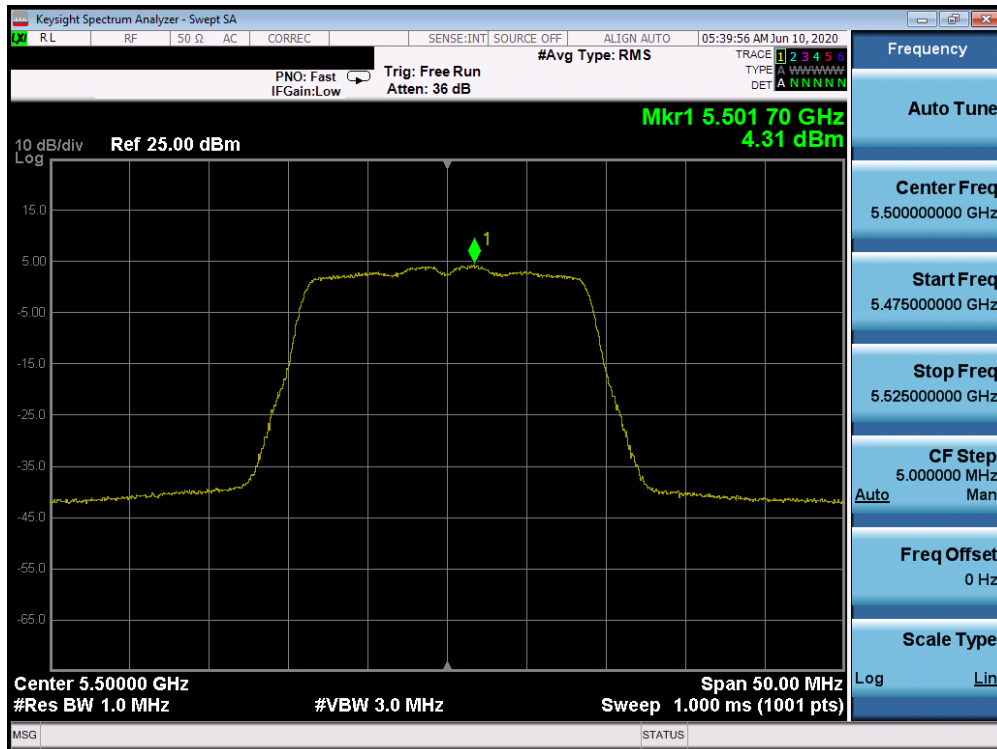 Keysight Spectrum Analyzer - Swept SA
LXI RL RF 50 Ω AC CORREC SENSE:INT SOURCE OFF ALIGN AUTO 05:39:56 AM Jun 10, 2020
#Avg Type: RMS
TRACE 1 2 3 4 5 6
PNO: Fast Trig: Free Run TYPE A WWWWW
IFGain:Low Atten: 36 dB DET A N N N N N
Mkr1 5.501 70 GHz
4.31 dBm
10 dB/div Ref 25.00 dBm
Log
15.0
1
5.00
-5.00
-15.0
-25.0
-35.0
-45.0
-55.0
-65.0
Center 5.50000 GHz Span 50.00 MHz
#Res BW 1.0 MHz #VBW 3.0 MHz Sweep 1.000 ms (1001 pts)
MSG STATUS
Frequency
Auto Tune
Center Freq
5.500000000 GHz
Start Freq
5.475000000 GHz
Stop Freq
5.525000000 GHz
CF Step
5.000000 MHz
Auto Man
Freq Offset
0 Hz
Scale Type
Log Lin